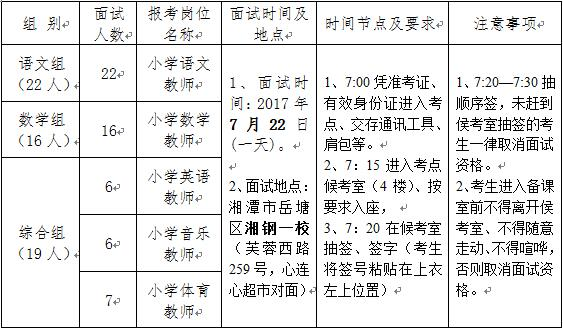 组 别
面试
人数
报考岗位
名称
面试时间及
地点
时间节点及要求
注意事项
语文组
（22 人）
22
小学语文
教师
数学组
（16 人）
16
小学数学
教师
综合组
（19 人）
6
小学英语
教师
6
小学音乐
教师
7
小学体育
教师
1、面试时
间：2017 年
7 月 22 日
(一天)。
2、面试地点：
湘潭市岳塘
区湘钢一校
（芙蓉西路
259 号，心连
心超市对面）
1、7:00 凭准考证、
有效身份证进入考
点、交存通讯工具、
肩包等。
2、7：15 进入考点
候考室（4 楼）、按
要求入座，
3、7：20 在候考室
抽签、签字（考生
将签号粘贴在上衣
左上位置）
1、7:20—7:30 抽
顺序签，未赶到
候考室抽签的考
生一律取消面试
资格。
2、考生进入备课
室前不得离开候
考室、不得随意
走动、不得喧哗，
否则取消面试资
格。